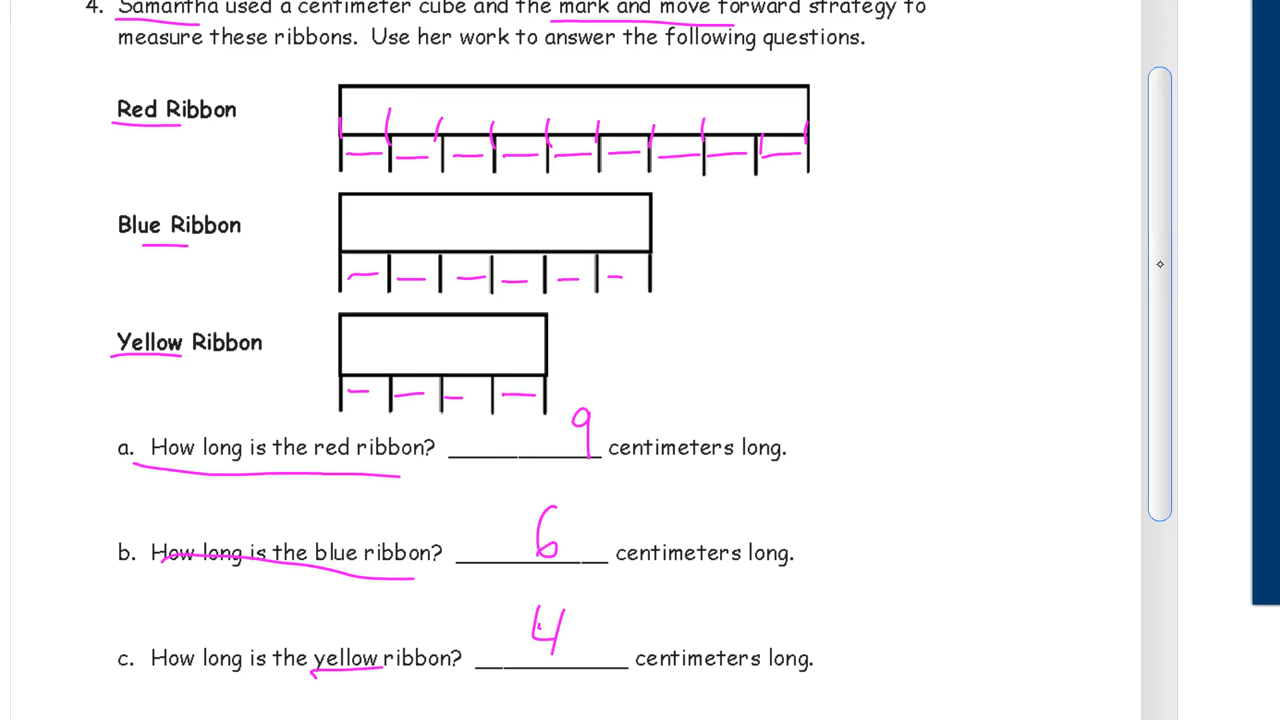 4. Samantha used a centimeter cube and the mark and move forward strategy to
measure these ribbons. Use her work to answer the following questions.
Red Ribbon
Blue Ribbon
Yellow Ribbon
a. How long is the red ribbon? 9 centimeters long.
b. How long is the blue ribbon? 6 centimeters long.
c. How long is the yellow ribbon? 4 centimeters long.